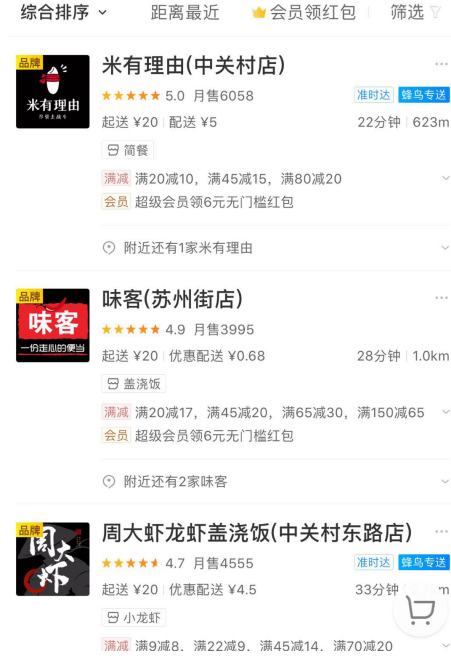 综合排序 距离最近 会员领红包 筛选
品牌
米有理由
米有理由(中关村店)
5.0 月售6058 准时达 蜂鸟专送
起送 ¥20 配送 ¥5 22分钟 623m
简餐
满减 满20减10，满45减15，满80减20
会员 超级会员领6元无门槛红包
附近还有1家米有理由
品牌
味客
一份走心的便当
味客(苏州街店)
4.9 月售3995
起送 ¥20 优惠配送 ¥0.68 28分钟 1.0km
盖浇饭
满减 满20减17，满45减20，满65减30，满150减65
会员 超级会员领6元无门槛红包
附近还有2家味客
品牌
周大虾
周大虾龙虾盖浇饭(中关村东路店)
4.7 月售4555 准时达 蜂鸟专送
起送 ¥20 优惠配送 ¥4.5 33分钟
小龙虾
满减 满9减8，满22减9，满45减14，满70减20